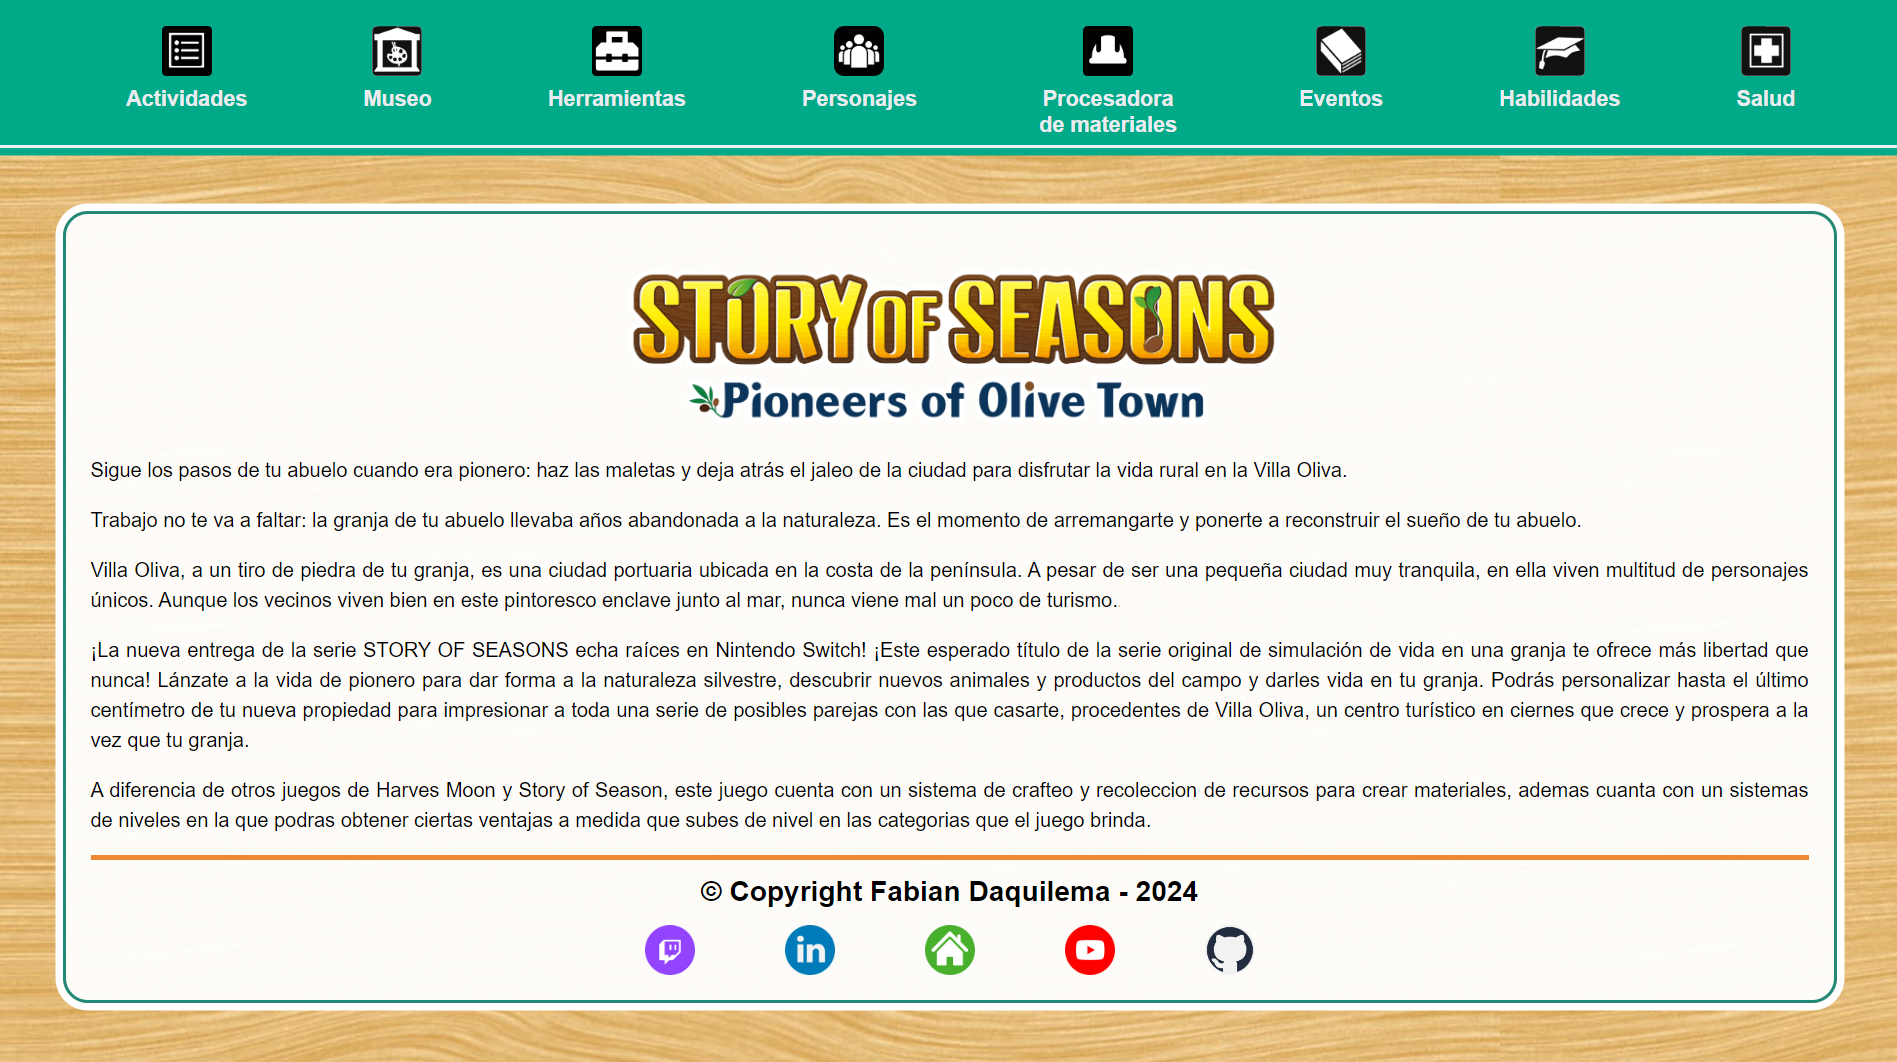 Actividades
Museo
Herramientas
Personajes
Procesadora
de materiales
Eventos
Habilidades
Salud
STORY OF SEASONS
Pioneers of Olive Town
Sigue los pasos de tu abuelo cuando era pionero: haz las maletas y deja atrás el jaleo de la ciudad para disfrutar la vida rural en la Villa Oliva.
Trabajo no te va a faltar: la granja de tu abuelo llevaba años abandonada a la naturaleza. Es el momento de arremangarte y ponerte a reconstruir el sueño de tu abuelo.
Villa Oliva, a un tiro de piedra de tu granja, es una ciudad portuaria ubicada en la costa de la península. A pesar de ser una pequeña ciudad muy tranquila, en ella viven multitud de personajes
únicos. Aunque los vecinos viven bien en este pintoresco enclave junto al mar, nunca viene mal un poco de turismo.
¡La nueva entrega de la serie STORY OF SEASONS echa raíces en Nintendo Switch! ¡Este esperado título de la serie original de simulación de vida en una granja te ofrece más libertad que
nunca! Lánzate a la vida de pionero para dar forma a la naturaleza silvestre, descubrir nuevos animales y productos del campo y darles vida en tu granja. Podrás personalizar hasta el último
centímetro de tu nueva propiedad para impresionar a toda una serie de posibles parejas con las que casarte, procedentes de Villa Oliva, un centro turístico en ciernes que crece y prospera a la
vez que tu granja.
A diferencia de otros juegos de Harves Moon y Story of Season, este juego cuenta con un sistema de crafteo y recoleccion de recursos para crear materiales, ademas cuanta con un sistemas
de niveles en la que podras obtener ciertas ventajas a medida que subes de nivel en las categorias que el juego brinda.
© Copyright Fabian Daquilema - 2024
in